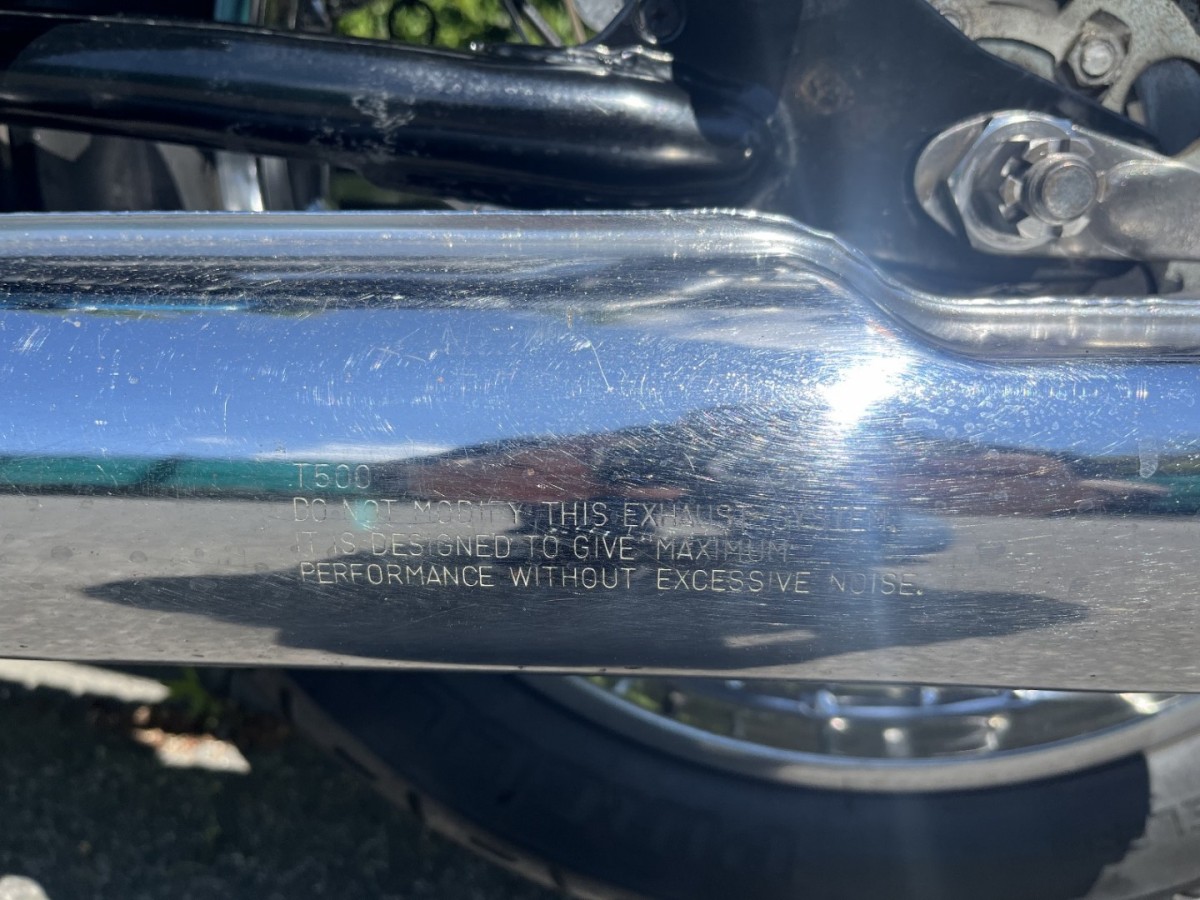 T500
DO NOT MODIFY THIS EXHAUST SYSTEM.
IT IS DESIGNED TO GIVE MAXIMUM
PERFORMANCE WITHOUT EXCESSIVE NOISE.